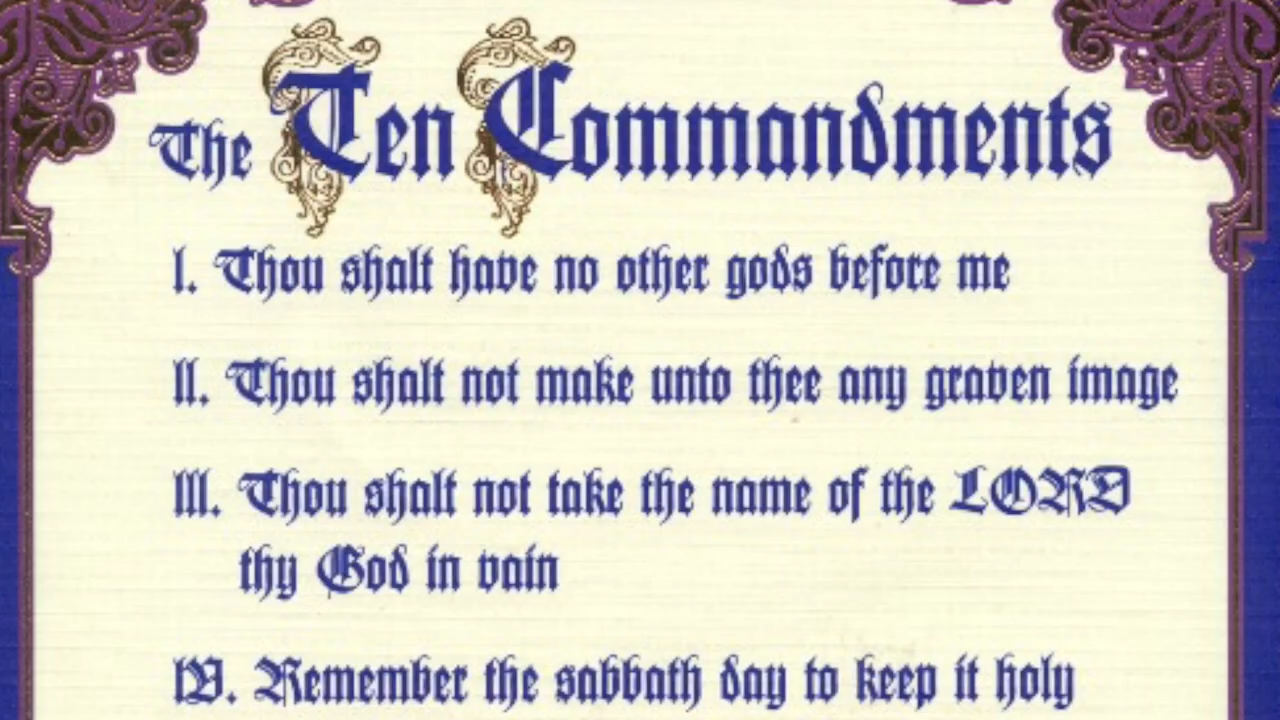 The Ten Commandments
I. Thou shalt have no other gods before me
II. Thou shalt not make unto thee any graven image
III. Thou shalt not take the name of the LORD
thy God in vain
IV. Remember the sabbath day to keep it holy